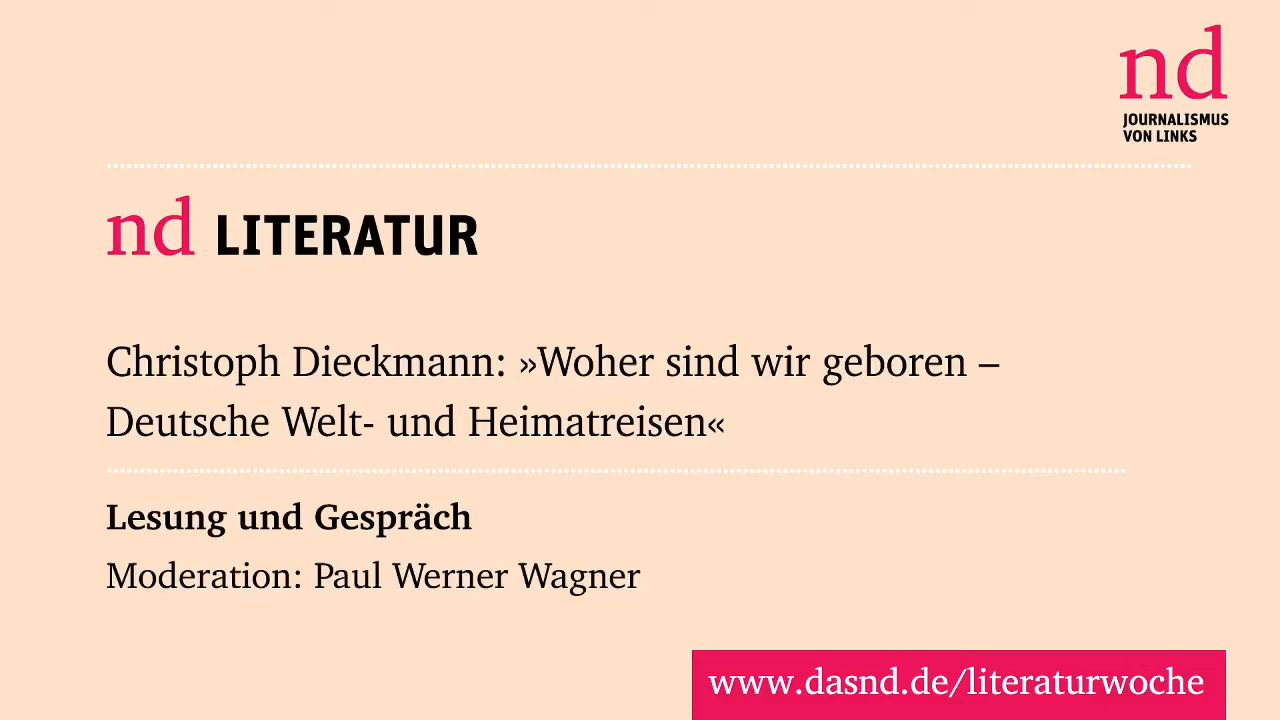 nd
JOURNALISMUS
VON LINKS
nd LITERATUR
Christoph Dieckmann: »Woher sind wir geboren –
Deutsche Welt- und Heimatreisen«
Lesung und Gespräch
Moderation: Paul Werner Wagner
www.dasnd.de/literaturwoche